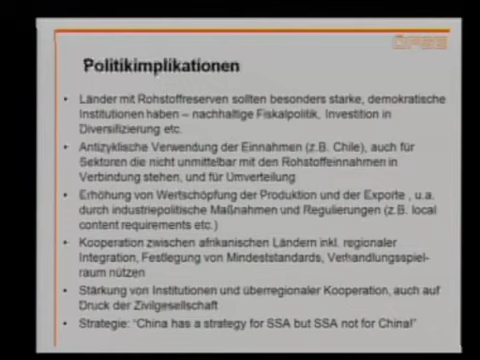 ÖFSE
Politikimplikationen
• Länder mit Rohstoffreserven sollten besonders starke, demokratische
Institutionen haben – nachhaltige Fiskalpolitik, Investition in
Diversifizierung etc.
• Antizyklische Verwendung der Einnahmen (z.B. Chile), auch für
Sektoren die nicht unmittelbar mit den Rohstoffeinnahmen in
Verbindung stehen, und für Umverteilung
• Erhöhung von Wertschöpfung der Produktion und der Exporte , u.a.
durch industriepolitische Maßnahmen und Regulierungen (z.B. local
content requirements etc.)
• Kooperation zwischen afrikanischen Ländern inkl. regionaler
Integration, Festlegung von Mindeststandards, Verhandlungsspiel-
raum nützen
• Stärkung von Institutionen und überregionaler Kooperation, auch auf
Druck der Zivilgesellschaft
• Strategie: "China has a strategy for SSA but SSA not for China!"